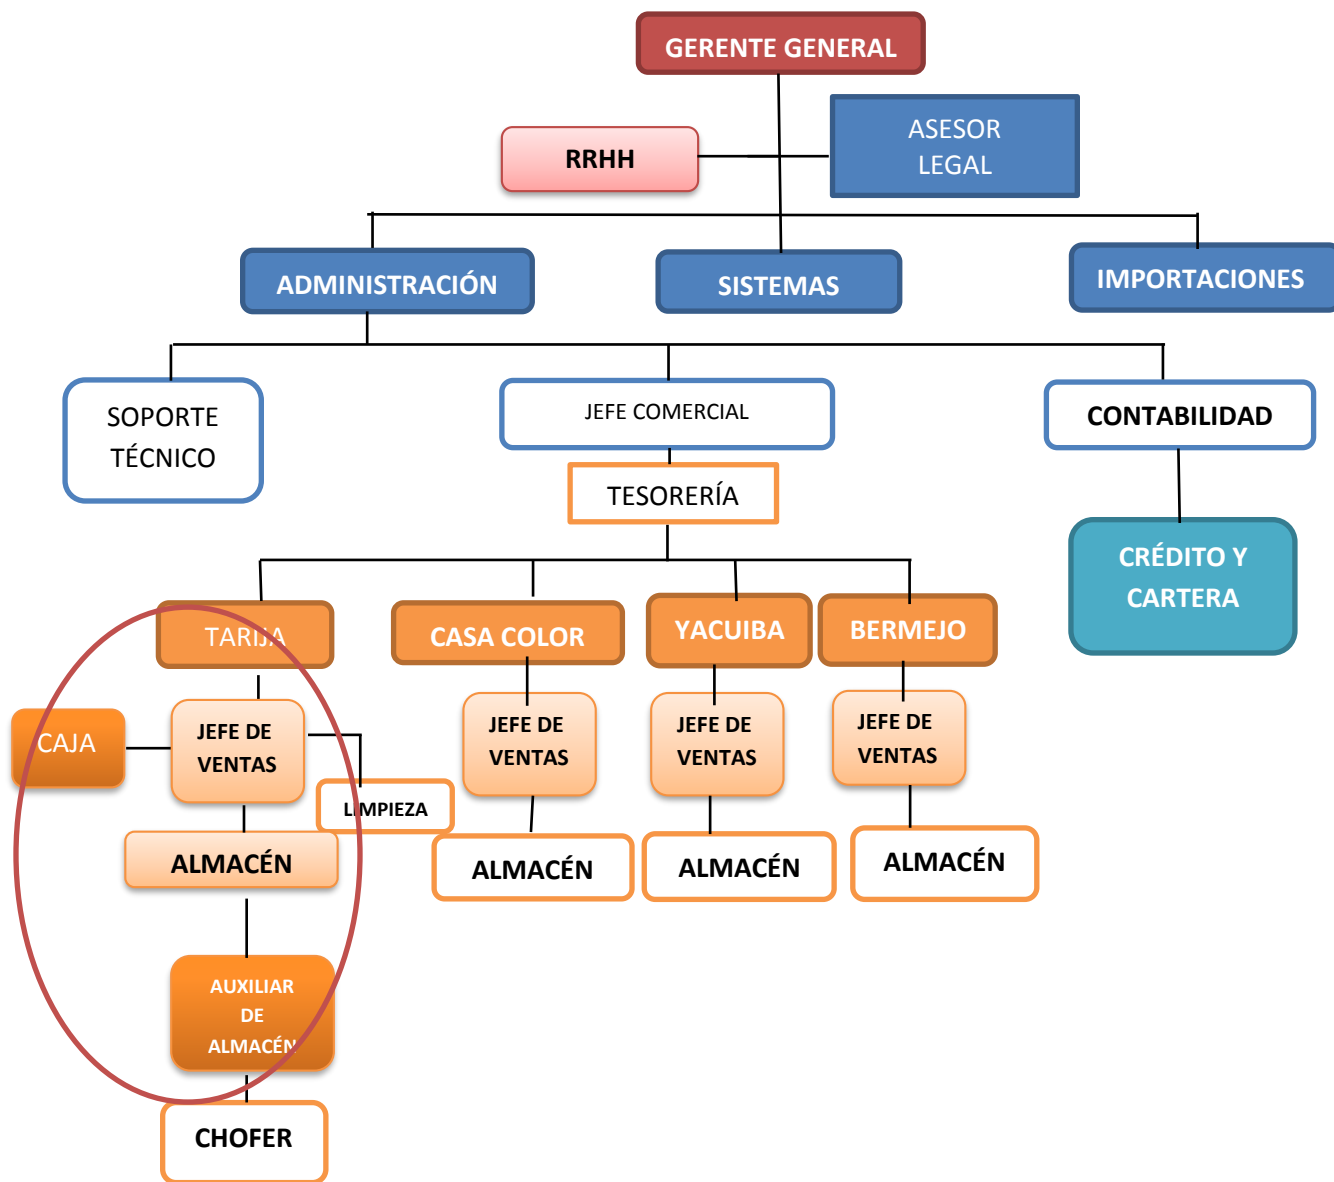 GERENTE GENERAL
RRHH
ASESOR
LEGAL
ADMINISTRACIÓN
SISTEMAS
IMPORTACIONES
SOPORTE
TÉCNICO
JEFE COMERCIAL
CONTABILIDAD
TESORERÍA
CRÉDITO Y
CARTERA
TARIJA
CASA COLOR
YACUIBA
BERMEJO
CAJA
JEFE DE
VENTAS
JEFE DE
VENTAS
JEFE DE
VENTAS
JEFE DE
VENTAS
LIMPIEZA
ALMACÉN
ALMACÉN
ALMACÉN
ALMACÉN
AUXILIAR
DE
ALMACÉN
CHOFER